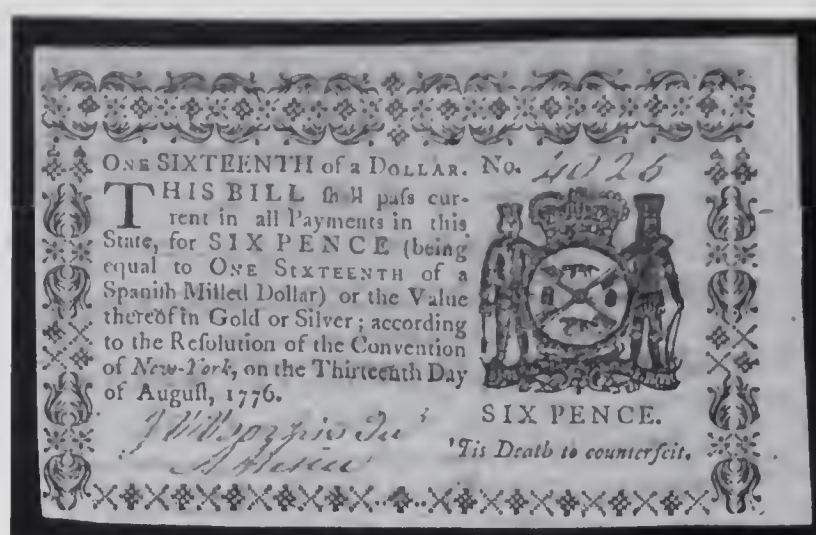 ONE SIXTEENTH of a DOLLAR. No. 4026
THIS BILL ſhall paſs cur-
rent in all Payments in this
State, for SIX PENCE (being
equal to ONE SIXTEENTH of a
Spaniſh Milled Dollar) or the Value
thereof in Gold or Silver; according
to the Reſolution of the Convention
of New-York, on the Thirteenth Day
of Auguſt, 1776.
SIX PENCE.
'Tis Death to counterfeit.